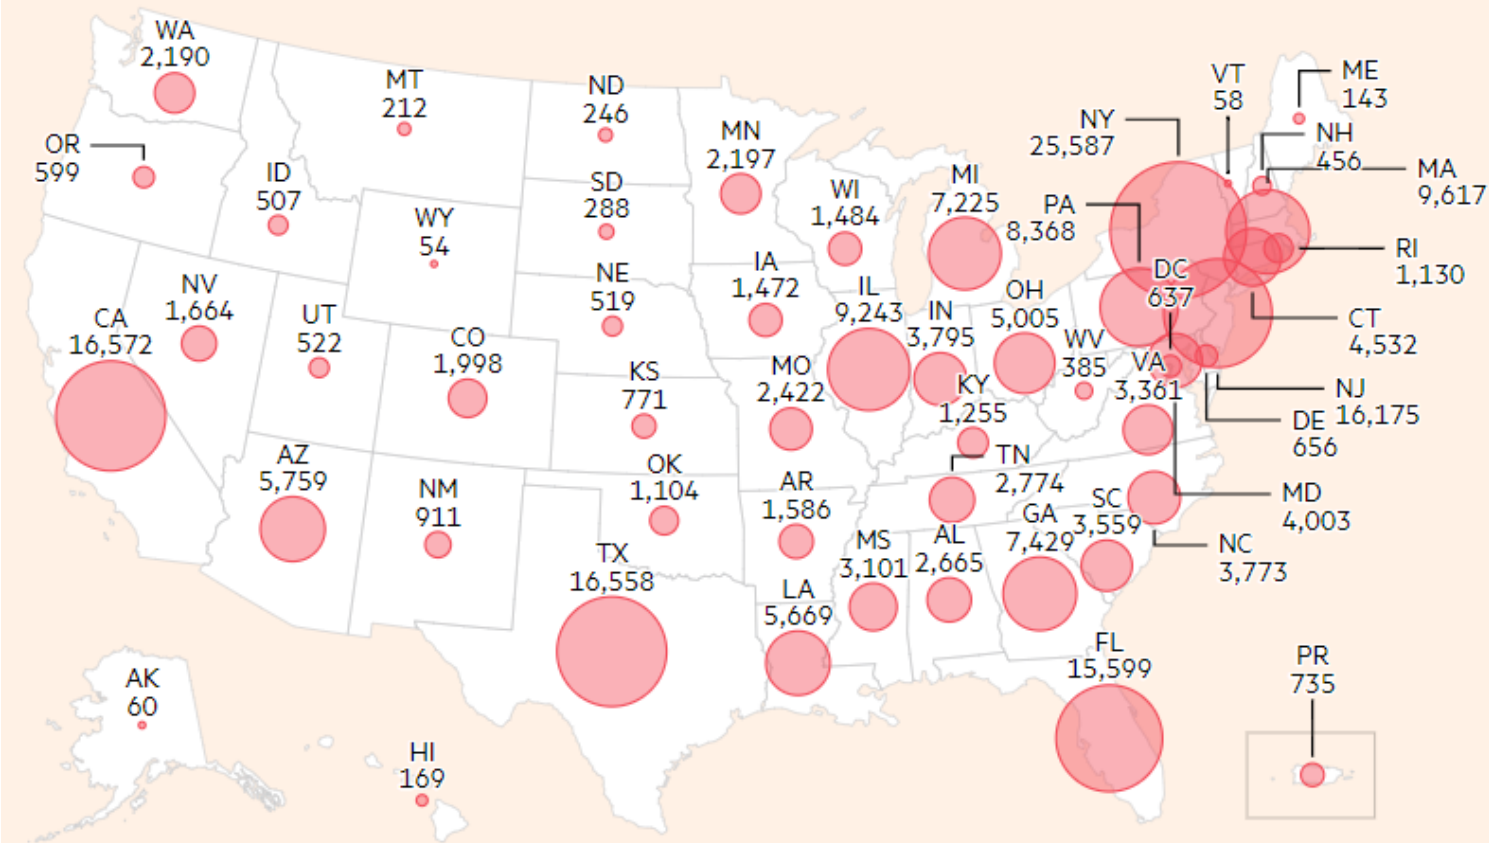 WA
2,190
MT
212
ND
246
MN
2,197
OR
599
ID
507
SD
288
WI
1,484
MI
7,225
NY
25,587
VT
58
ME
143
NH
456
MA
9,617
WY
54
PA
8,368
RI
1,130
NV
1,664
NE
519
IA
1,472
IL
9,243
IN
3,795
OH
5,005
DC
637
CT
4,532
CA
16,572
UT
522
CO
1,998
KS
771
MO
2,422
KY
1,255
WV
385
VA
3,361
NJ
16,175
DE
656
AZ
5,759
NM
911
OK
1,104
AR
1,586
TN
2,774
MD
4,003
NC
3,773
TX
16,558
LA
5,669
MS
3,101
AL
2,665
GA
7,429
SC
3,559
FL
15,599
AK
60
HI
169
PR
735